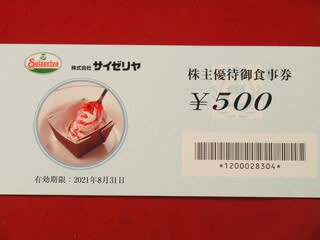 Saizeriya
株式会社 サイゼリヤ
株主優待御食事券
¥500
*1200028304*
有効期限：2021年8月31日